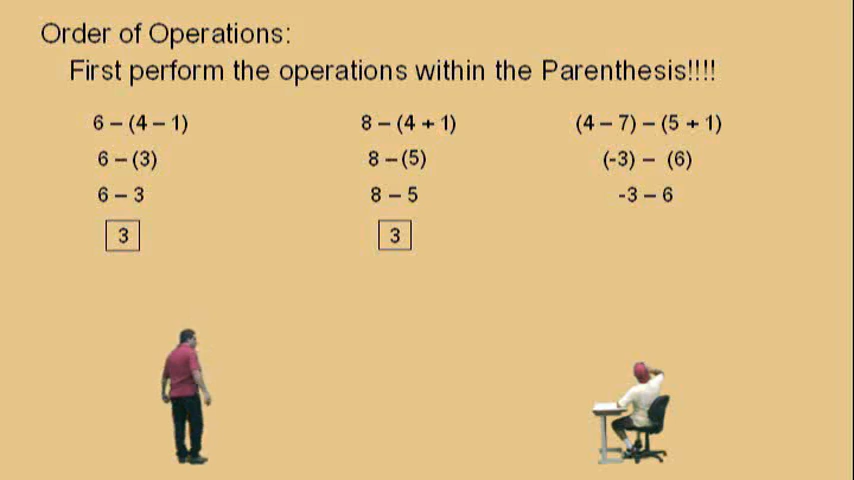 Order of Operations:
First perform the operations within the Parenthesis!!!!
6 – (4 – 1)
6 – (3)
6 – 3
3
8 – (4 + 1)
8 – (5)
8 – 5
3
(4 – 7) – (5 + 1)
(-3) – (6)
-3 – 6